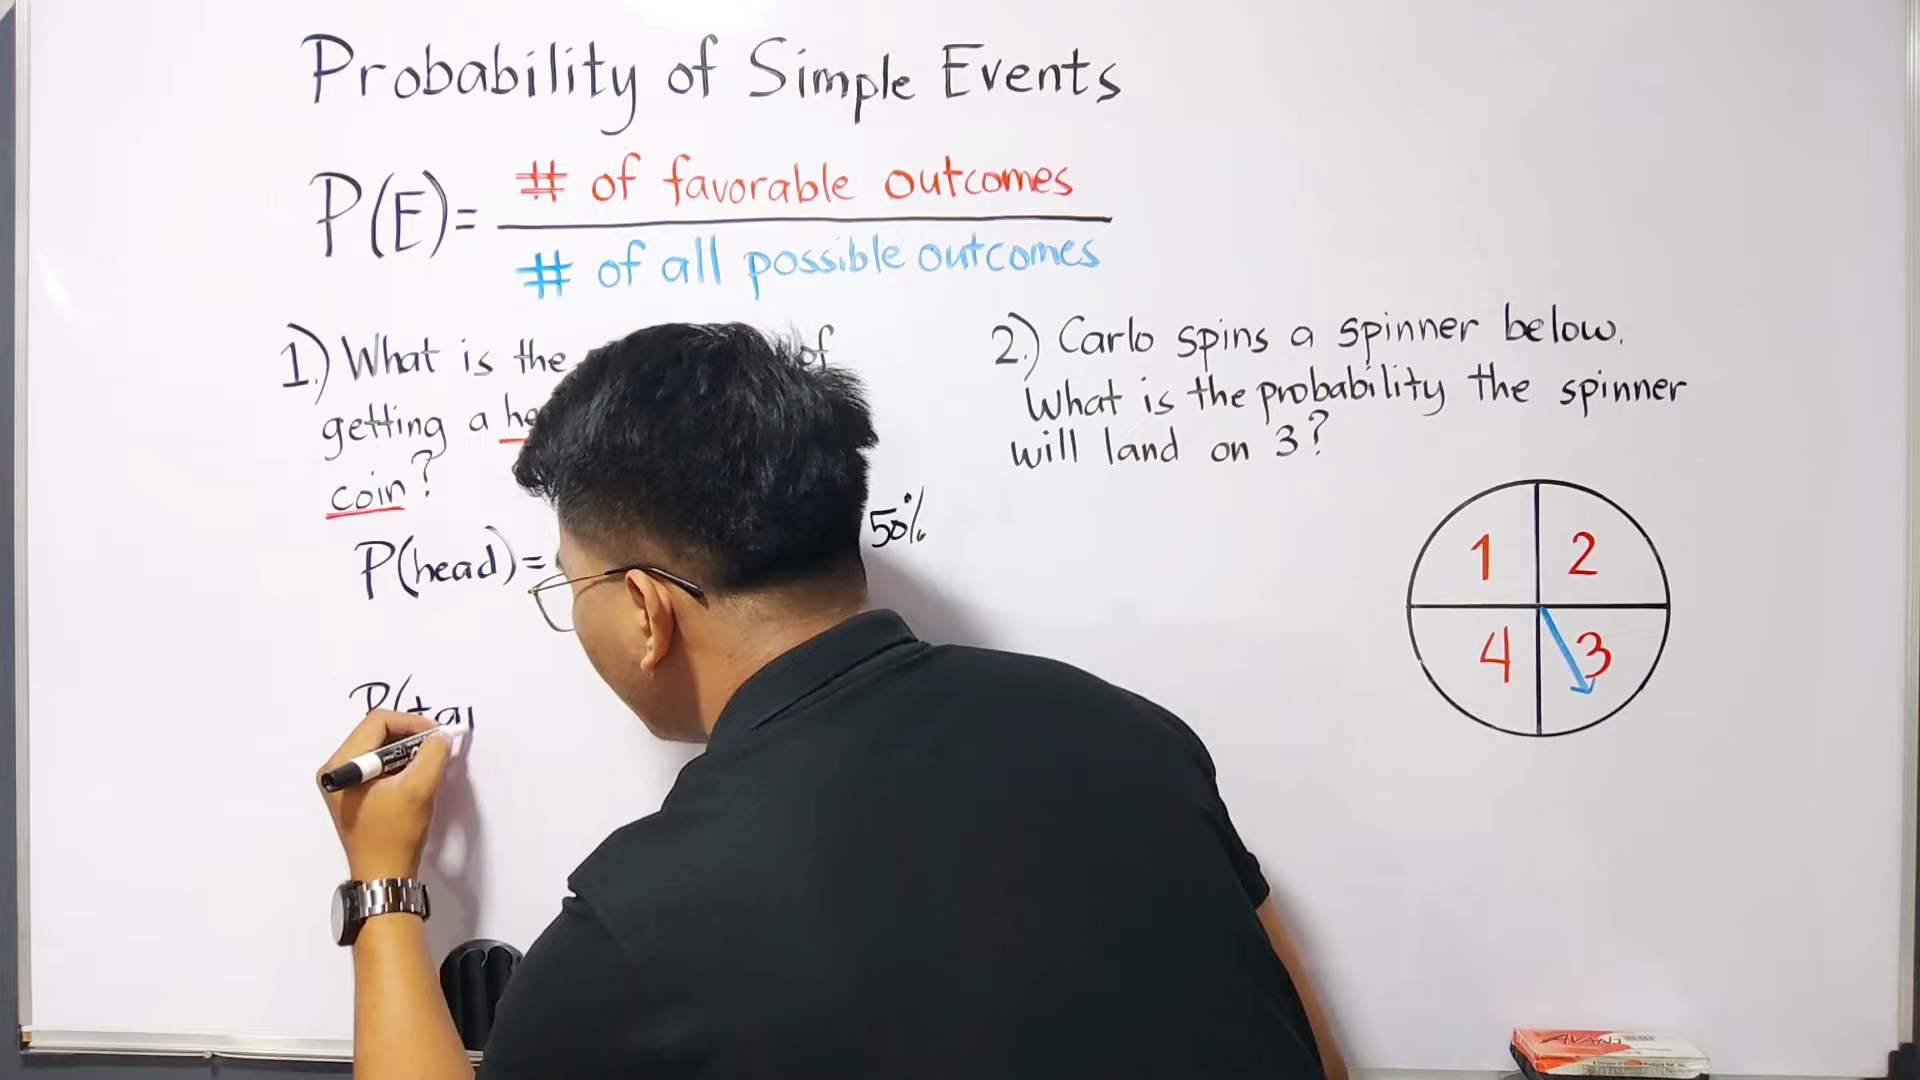 Probability of Simple Events
P(E)= # of favorable outcomes
# of all possible outcomes
1.) What is the of
getting a
coin?
P(head)=
50%
P(tai
2.) Carlo spins a spinner below.
What is the probability the spinner
will land on 3?
1 2
4 3
AVANT